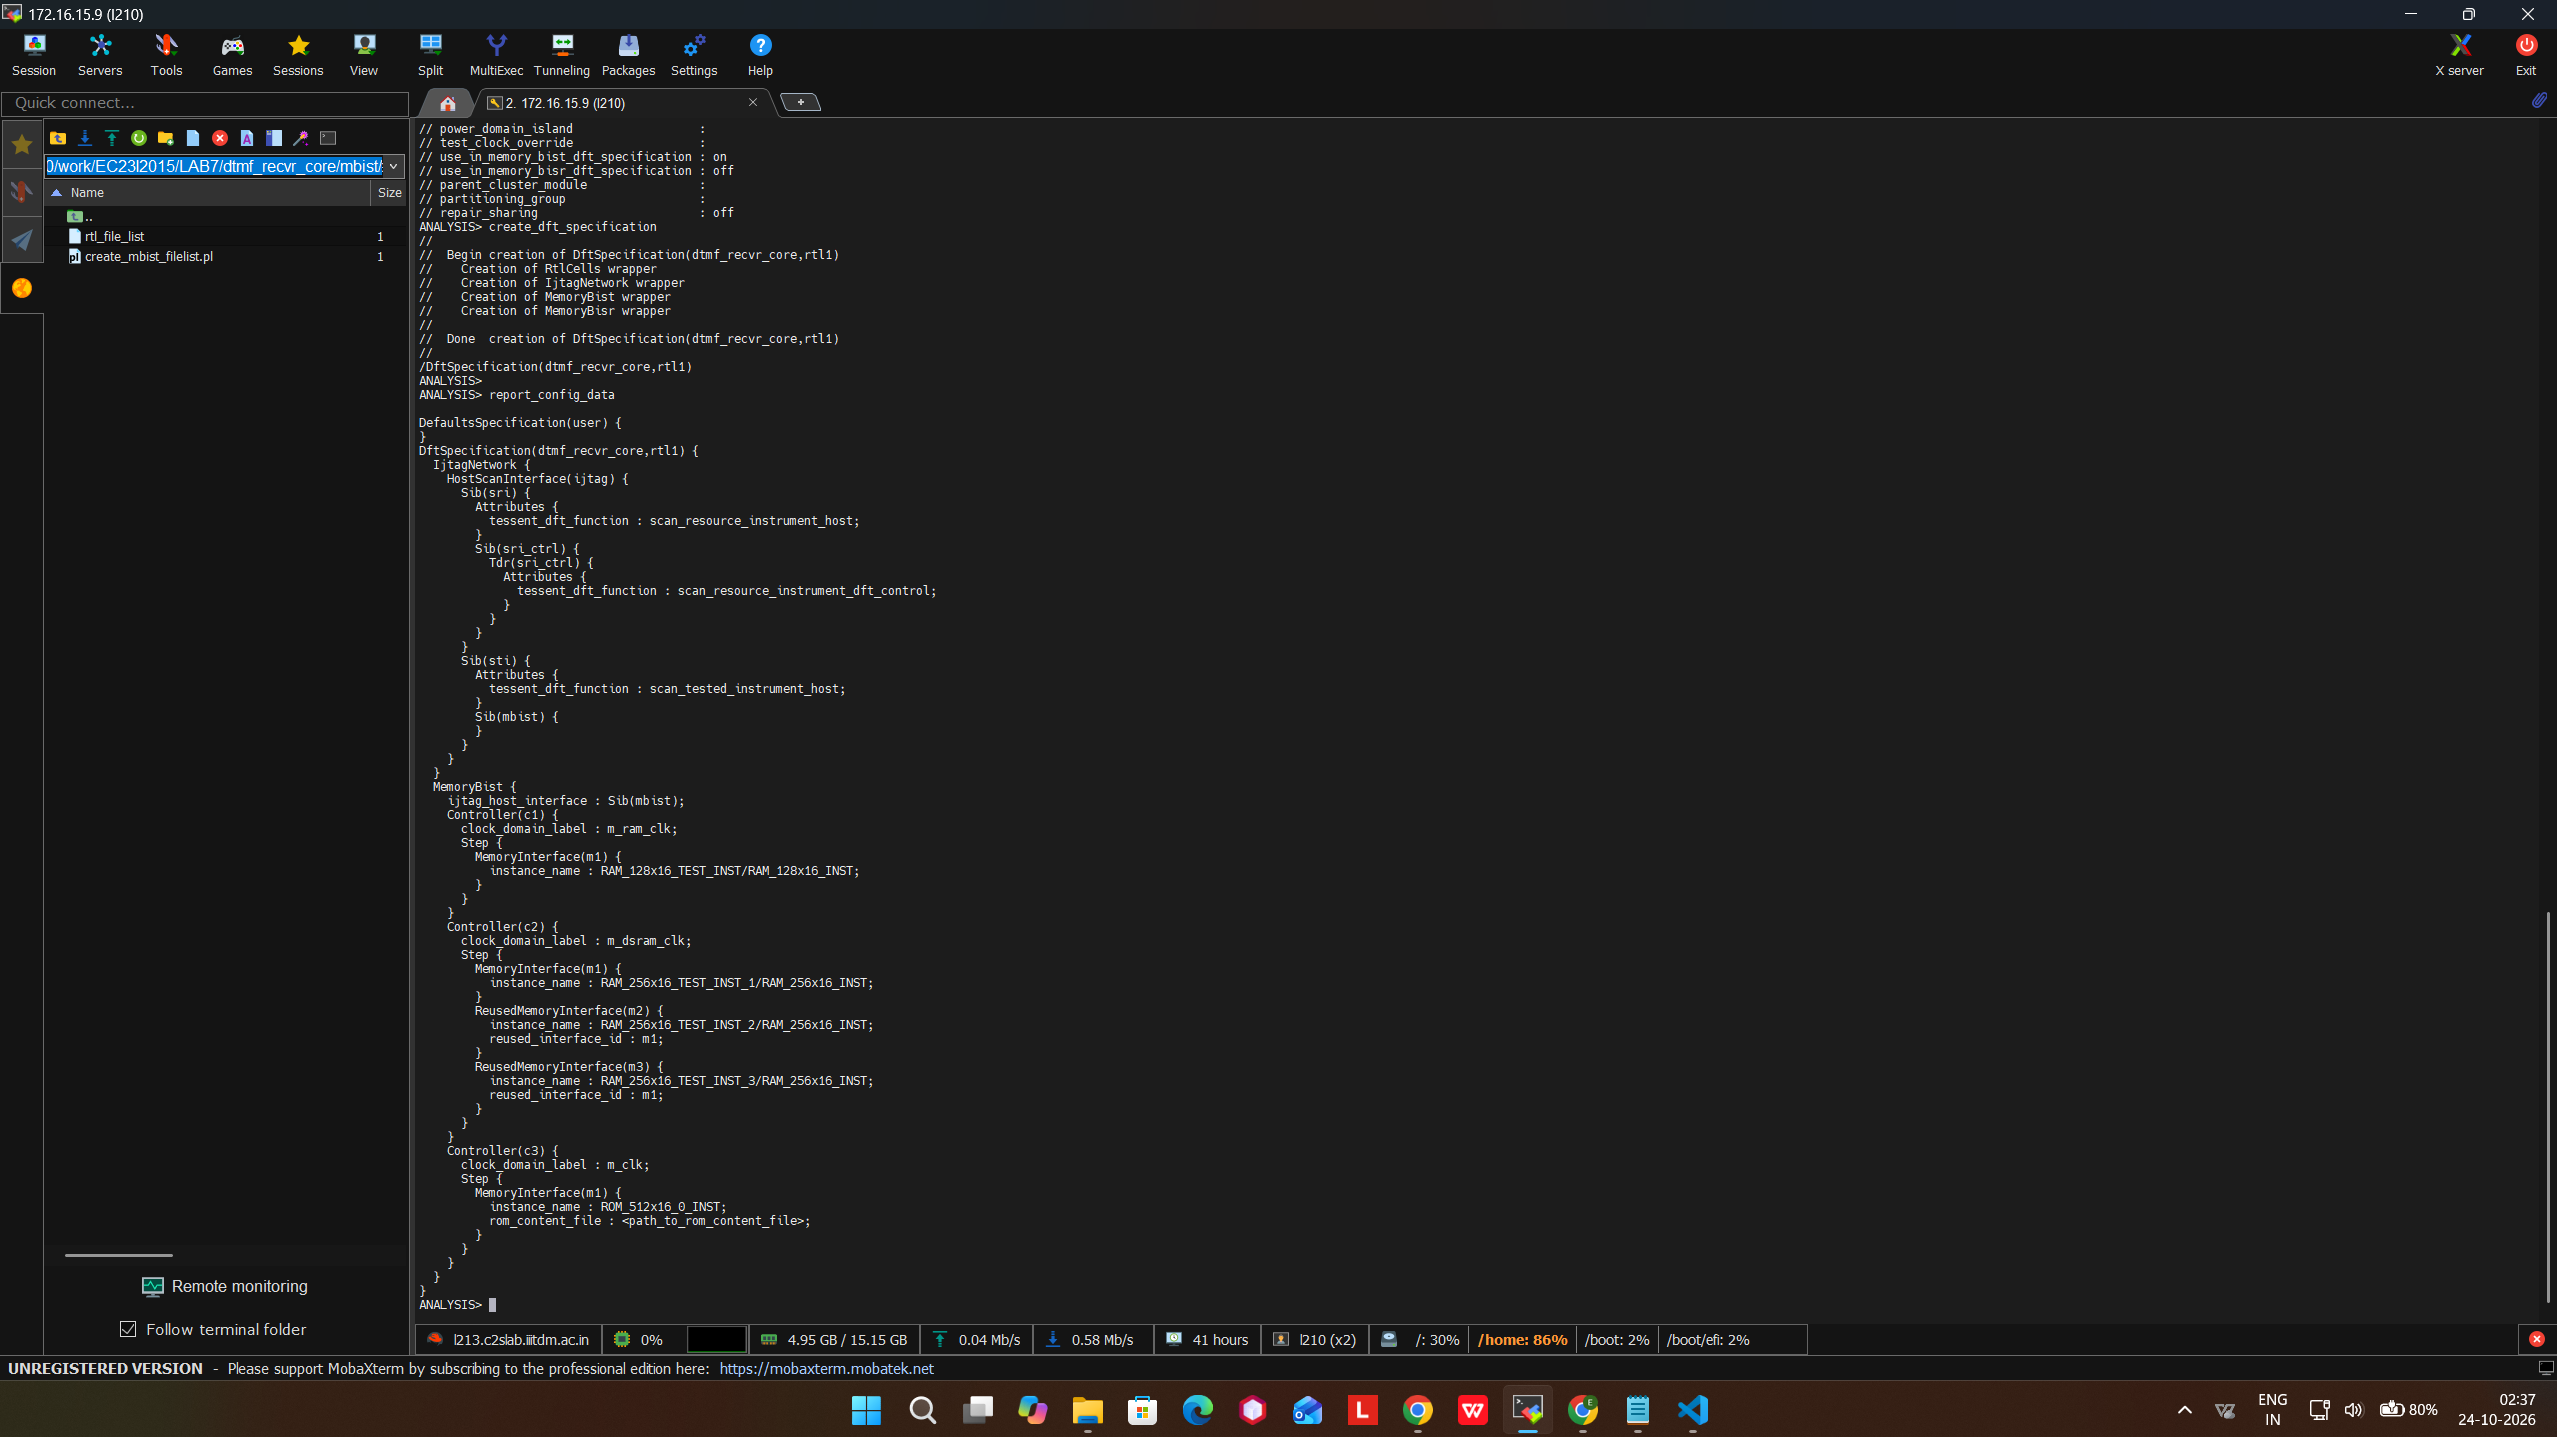 172.16.15.9 (l210)
Session Servers Tools Games Sessions View Split MultiExec Tunneling Packages Settings Help X server Exit
Quick connect...
2. 172.16.15.9 (l210)
0/work/EC23I2015/LAB7/dtmf_recvr_core/mbist/
Name Size
..
rtl_file_list 1
create_mbist_filelist.pl 1
Remote monitoring
Follow terminal folder
// power_domain_island :
// test_clock_override :
// use_in_memory_bist_dft_specification : on
// use_in_memory_bisr_dft_specification : off
// parent_cluster_module :
// partitioning_group :
// repair_sharing : off
ANALYSIS> create_dft_specification
//
// Begin creation of DftSpecification(dtmf_recvr_core,rtl1)
// Creation of RtlCells wrapper
// Creation of IjtagNetwork wrapper
// Creation of MemoryBist wrapper
// Creation of MemoryBisr wrapper
//
// Done creation of DftSpecification(dtmf_recvr_core,rtl1)
//
/DftSpecification(dtmf_recvr_core,rtl1)
ANALYSIS>
ANALYSIS> report_config_data
DefaultsSpecification(user) {
}
DftSpecification(dtmf_recvr_core,rtl1) {
IjtagNetwork {
HostScanInterface(ijtag) {
Sib(sri) {
Attributes {
tessent_dft_function : scan_resource_instrument_host;
}
Sib(sri_ctrl) {
Tdr(sri_ctrl) {
Attributes {
tessent_dft_function : scan_resource_instrument_dft_control;
}
}
}
}
Sib(sti) {
Attributes {
tessent_dft_function : scan_tested_instrument_host;
}
Sib(mbist) {
}
}
}
}
MemoryBist {
ijtag_host_interface : Sib(mbist);
Controller(c1) {
clock_domain_label : m_ram_clk;
Step {
MemoryInterface(m1) {
instance_name : RAM_128x16_TEST_INST/RAM_128x16_INST;
}
}
}
Controller(c2) {
clock_domain_label : m_dsram_clk;
Step {
MemoryInterface(m1) {
instance_name : RAM_256x16_TEST_INST_1/RAM_256x16_INST;
}
ReusedMemoryInterface(m2) {
instance_name : RAM_256x16_TEST_INST_2/RAM_256x16_INST;
reused_interface_id : m1;
}
ReusedMemoryInterface(m3) {
instance_name : RAM_256x16_TEST_INST_3/RAM_256x16_INST;
reused_interface_id : m1;
}
}
}
Controller(c3) {
clock_domain_label : m_clk;
Step {
MemoryInterface(m1) {
instance_name : ROM_512x16_0_INST;
rom_content_file : <path_to_rom_content_file>;
}
}
}
}
}
ANALYSIS>
l213.c2slab.iiitdm.ac.in 0% 4.95 GB / 15.15 GB 0.04 Mb/s 0.58 Mb/s 41 hours l210 (x2) /: 30% /home: 86% /boot: 2% /boot/efi: 2%
UNREGISTERED VERSION - Please support MobaXterm by subscribing to the professional edition here: https://mobaxterm.mobatek.net
ENG 02:37
IN 80% 24-10-2026